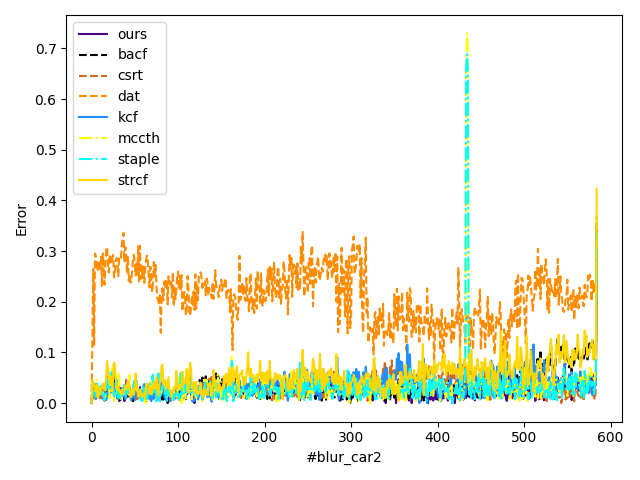 ours
bacf
csrt
dat
kcf
mccth
staple
strcf
0.7
0.6
0.5
0.4
0.3
0.2
0.1
0.0
Error
0 100 200 300 400 500 600
#blur_car2